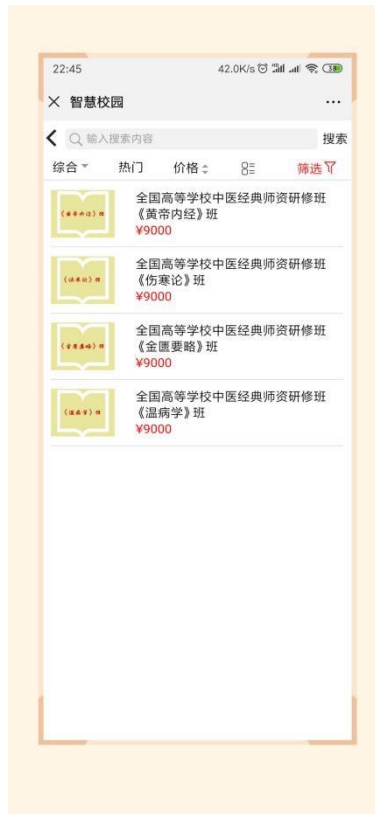 22:45 42.0K/s
智慧校园
输入搜索内容 搜索
综合 热门 价格 筛选
《黄帝内经》班
全国高等学校中医经典师资研修班
《黄帝内经》班
¥9000
《伤寒论》班
全国高等学校中医经典师资研修班
《伤寒论》班
¥9000
《金匮要略》班
全国高等学校中医经典师资研修班
《金匮要略》班
¥9000
《温病学》班
全国高等学校中医经典师资研修班
《温病学》班
¥9000